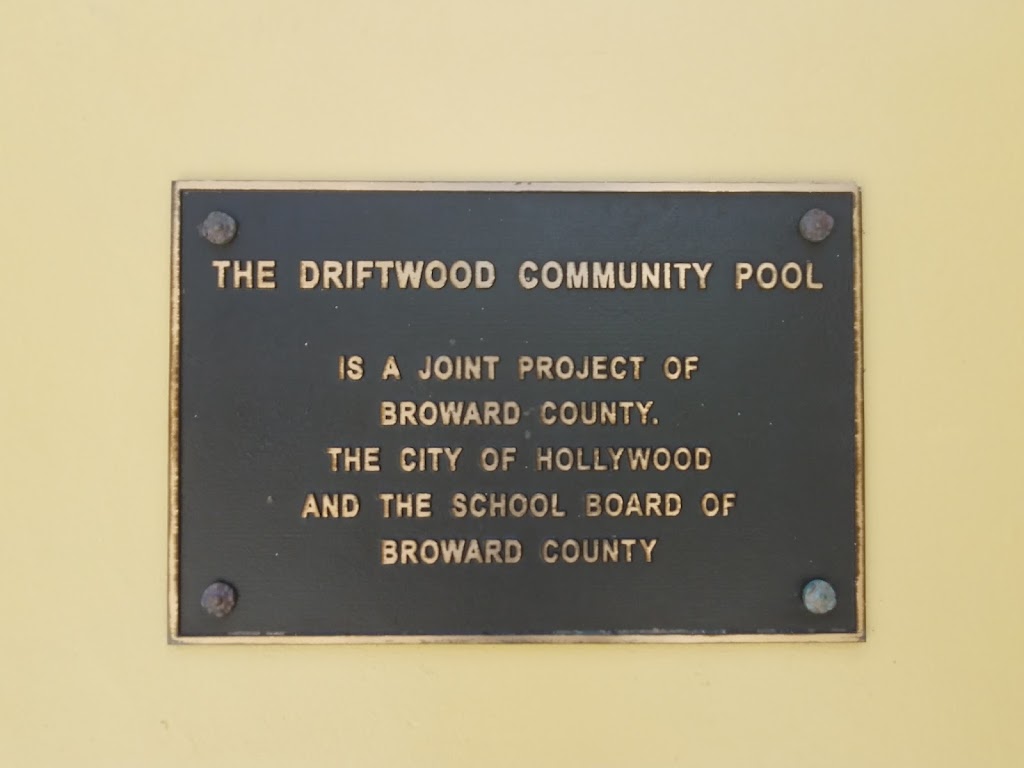 THE DRIFTWOOD COMMUNITY POOL
IS A JOINT PROJECT OF
BROWARD COUNTY.
THE CITY OF HOLLYWOOD
AND THE SCHOOL BOARD OF
BROWARD COUNTY